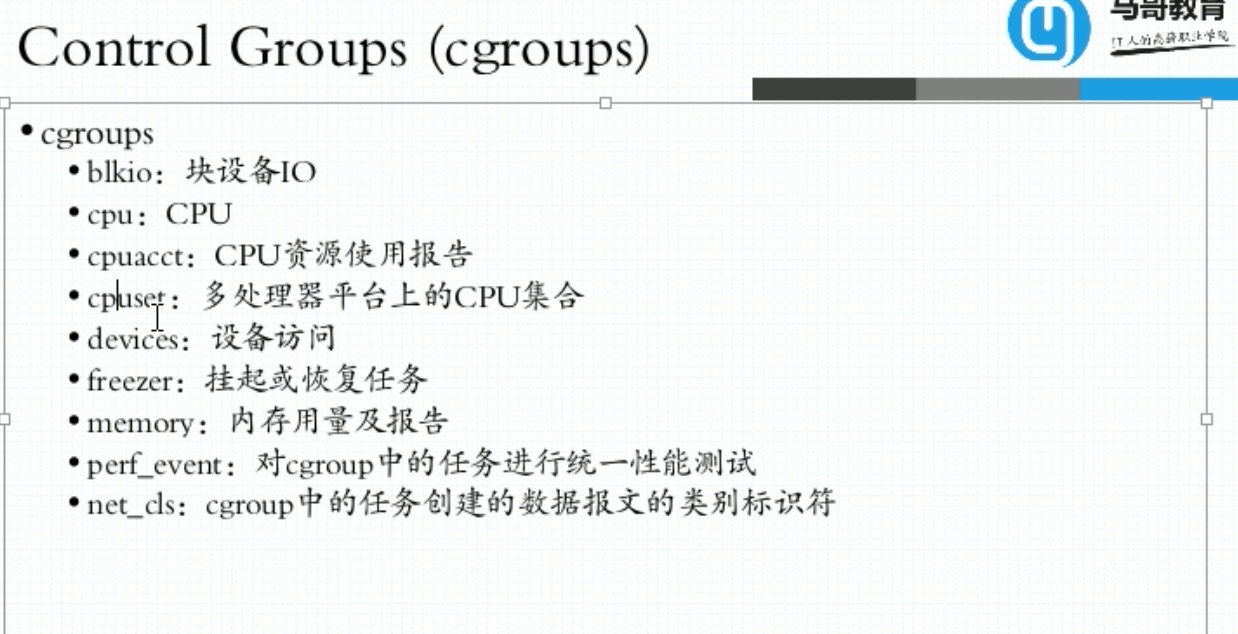 Control Groups (cgroups)
马哥教育
IT人的高薪职业学院
• cgroups
• blkio：块设备IO
• cpu：CPU
• cpuacct：CPU资源使用报告
• cpuset：多处理器平台上的CPU集合
• devices：设备访问
• freezer：挂起或恢复任务
• memory：内存用量及报告
• perf_event：对cgroup中的任务进行统一性能测试
• net_cls：cgroup中的任务创建的数据报文的类别标识符